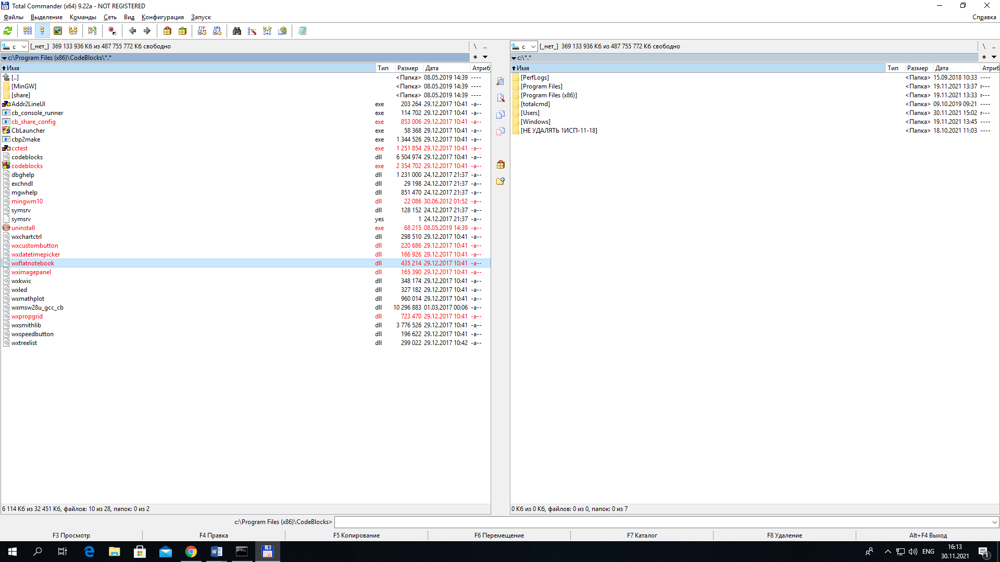 Total Commander (x64) 9.22a - NOT REGISTERED
Файлы Выделение Команды Сеть Вид Конфигурация Запуск Справка
FTP URL
c [_нет_] 369 133 936 Кб из 487 755 772 Кб свободно \ ..
c:\Program Files (x86)\CodeBlocks\*.* * 
Имя Тип Размер Дата Атриб
[..] <Папка> 08.05.2019 14:39 ----
[MinGW] <Папка> 08.05.2019 14:39 ----
[share] <Папка> 08.05.2019 14:39 ----
Addr2LineUI exe 203 264 29.12.2017 10:41 -a--
cb_console_runner exe 114 702 29.12.2017 10:41 -a--
cb_share_config exe 853 006 29.12.2017 10:41 -a--
CbLauncher exe 58 368 29.12.2017 10:41 -a--
cbp2make exe 1 344 526 29.12.2017 10:41 -a--
cctest exe 1 251 854 29.12.2017 10:41 -a--
codeblocks dll 6 504 974 29.12.2017 10:41 -a--
codeblocks exe 2 354 702 29.12.2017 10:41 -a--
dbghelp dll 1 231 000 24.12.2017 21:37 -a--
exchndl dll 29 198 24.12.2017 21:37 -a--
mgwhelp dll 851 470 24.12.2017 21:37 -a--
mingwm10 dll 22 086 30.06.2012 01:52 -a--
symsrv dll 128 152 24.12.2017 21:37 -a--
symsrv yes 1 24.12.2017 21:37 -a--
uninstall exe 68 215 08.05.2019 14:39 -a--
wxchartctrl dll 298 510 29.12.2017 10:41 -a--
wxcustombutton dll 220 686 29.12.2017 10:41 -a--
wxdatetimepicker dll 166 926 29.12.2017 10:41 -a--
wxflatnotebook dll 435 214 29.12.2017 10:41 -a--
wximagepanel dll 165 390 29.12.2017 10:41 -a--
wxkwic dll 348 174 29.12.2017 10:41 -a--
wxled dll 327 182 29.12.2017 10:41 -a--
wxmathplot dll 960 014 29.12.2017 10:41 -a--
wxmsw28u_gcc_cb dll 10 296 883 01.03.2017 00:06 -a--
wxpropgrid dll 723 470 29.12.2017 10:41 -a--
wxsmithlib dll 3 776 526 29.12.2017 10:41 -a--
wxspeedbutton dll 196 622 29.12.2017 10:41 -a--
wxtreelist dll 299 022 29.12.2017 10:42 -a--
6 114 Кб из 32 451 Кб, файлов: 10 из 28, папок: 0 из 2
c [_нет_] 369 133 936 Кб из 487 755 772 Кб свободно \ ..
c:\*.* *
Имя Тип Размер Дата Атриб
[PerfLogs] <Папка> 15.09.2018 10:33 ----
[Program Files] <Папка> 19.11.2021 13:37 r---
[Program Files (x86)] <Папка> 19.11.2021 13:33 r---
[totalcmd] <Папка> 09.10.2019 09:21 ----
[Users] <Папка> 30.11.2021 15:02 r---
[Windows] <Папка> 19.11.2021 13:45 ----
[НЕ УДАЛЯТЬ 1ИСП-11-18] <Папка> 18.10.2021 11:03 ----
0 Кб из 0 Кб, файлов: 0 из 0, папок: 0 из 7
c:\Program Files (x86)\CodeBlocks>
F3 Просмотр F4 Правка F5 Копирование F6 Перемещение F7 Каталог F8 Удаление Alt+F4 Выход
ENG 16:13
30.11.2021
1